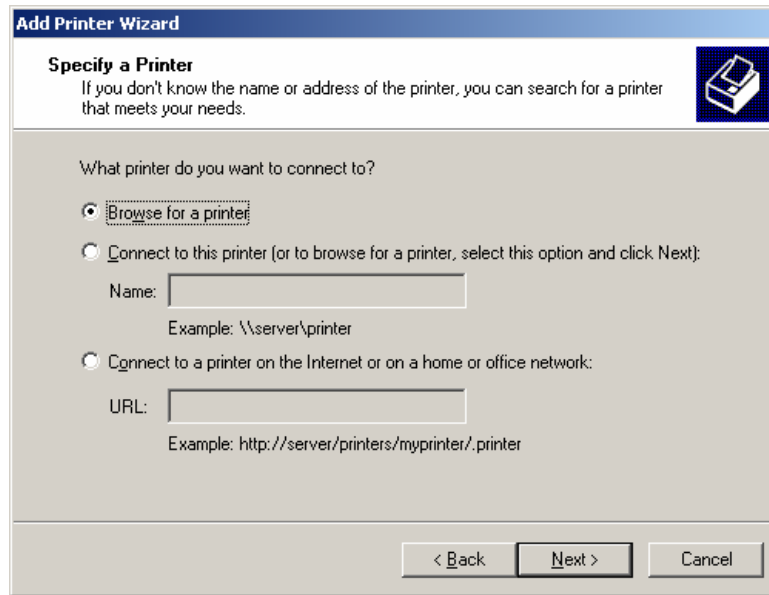 Add Printer Wizard
Specify a Printer
If you don't know the name or address of the printer, you can search for a printer
that meets your needs.
What printer do you want to connect to?
Browse for a printer
Connect to this printer (or to browse for a printer, select this option and click Next):
Name:
Example: \\server\printer
Connect to a printer on the Internet or on a home or office network:
URL:
Example: http://server/printers/myprinter/.printer
< Back Next > Cancel